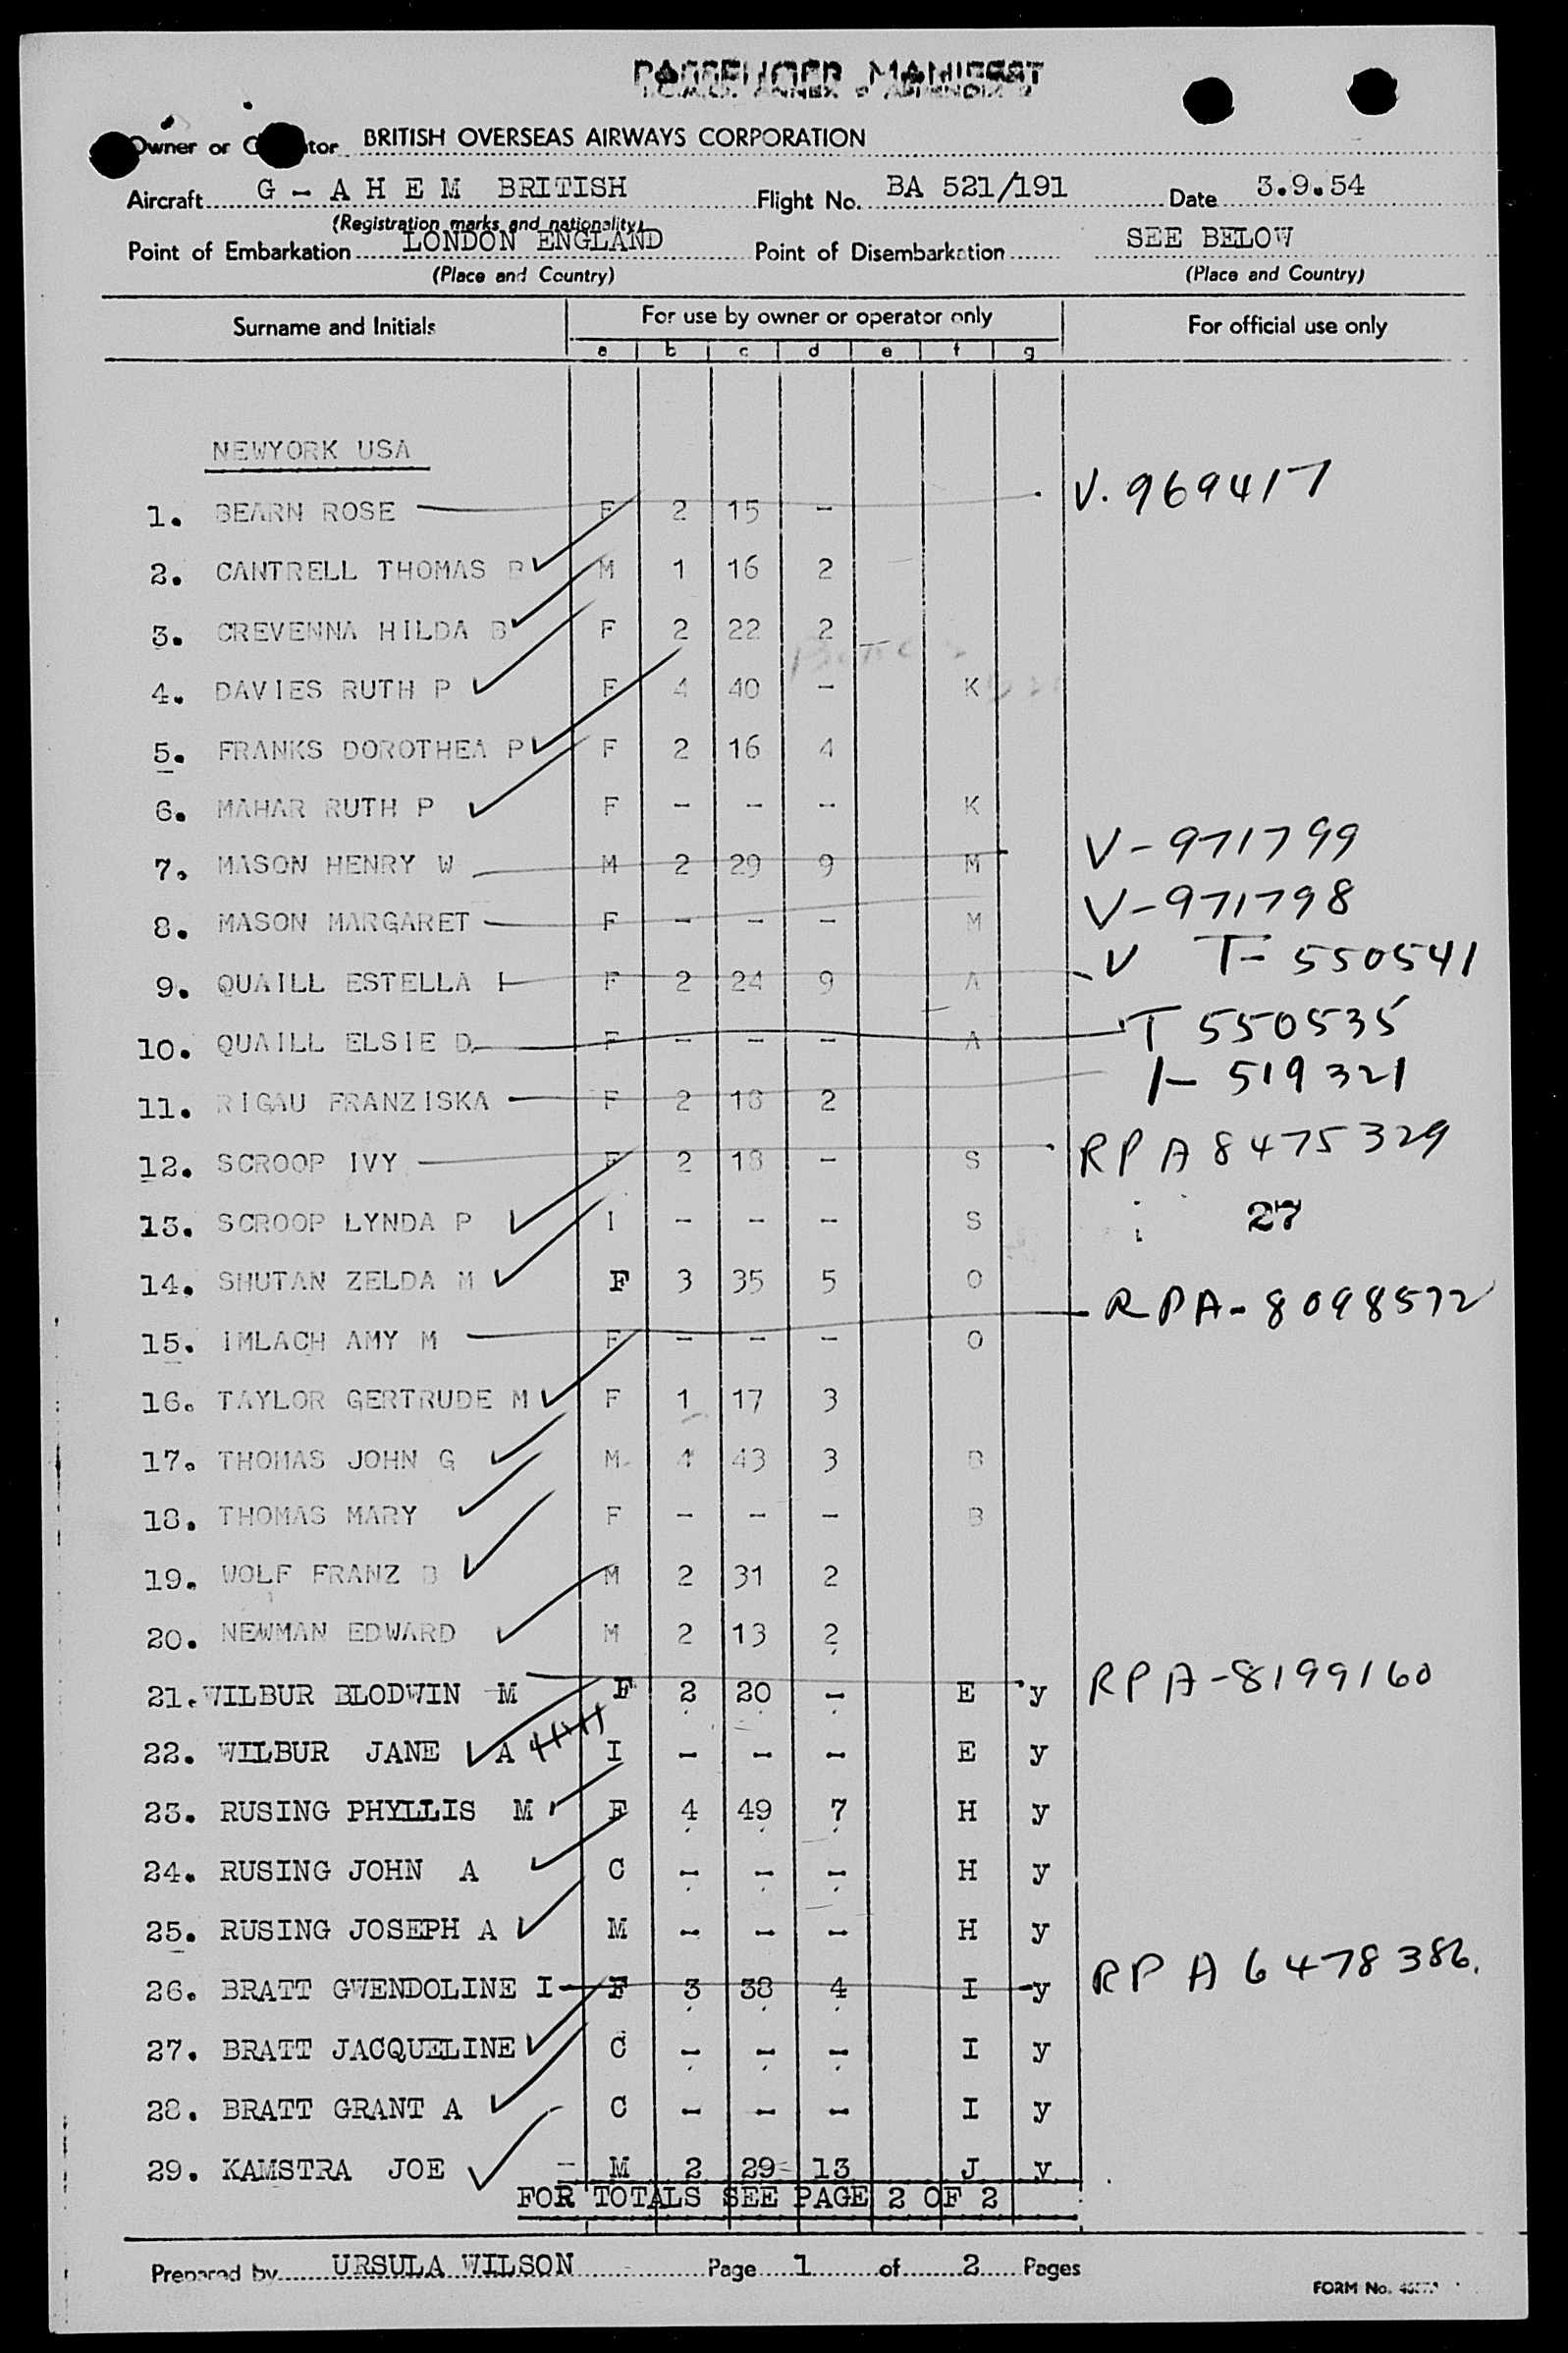 PASSENGER MANIFEST
I.C.A.O. ANNEX 9 APPENDIX
Owner or Operator BRITISH OVERSEAS AIRWAYS CORPORATION
Aircraft G - A H E M BRITISH Flight No. BA 521/191 Date 3.9.54
(Registration marks and nationality)
Point of Embarkation LONDON ENGLAND Point of Disembarkation SEE BELOW
(Place and Country) (Place and Country)
Surname and Initials For use by owner or operator only For official use only
a b c d e f g
NEWYORK USA
1. BEARN ROSE F 2 15 - V. 969417
2. CANTRELL THOMAS B M 1 16 2
3. CREVENNA HILDA B F 2 22 2
4. DAVIES RUTH P F 4 40 - K
5. FRANKS DOROTHEA P F 2 16 4
6. MAHAR RUTH P F - - - K
7. MASON HENRY W M 2 29 9 M V-971799
8. MASON MARGARET F - - - M V-971798
9. QUAILL ESTELLA I F 2 24 9 A V T- 550541
10. QUAILL ELSIE D F - - - A T 550535
11. RIGAU FRANZISKA F 2 18 2 1- 519321
12. SCROOP IVY F 2 18 - S RP A 8475329
13. SCROOP LYNDA P I - - - S 27
14. SHUTAN ZELDA M F 3 35 5 O
15. IMLACH AMY M F - - - O RPA-8098572
16. TAYLOR GERTRUDE M F 1 17 3
17. THOMAS JOHN G M 4 43 3 B
18. THOMAS MARY F - - - B
19. WOLF FRANZ B M 2 31 2
20. NEWMAN EDWARD M 2 13 2
21. WILBUR BLODWIN M F 2 20 - E y RPA-8199160
22. WILBUR JANE A I - - - E y
23. RUSING PHYLLIS M F 4 49 7 H y
24. RUSING JOHN A C - - - H y
25. RUSING JOSEPH A M - - - H y
26. BRATT GWENDOLINE I F 3 38 4 I y RP A 6478386.
27. BRATT JACQUELINE C - - - I y
28. BRATT GRANT A C - - - I y
29. KAMSTRA JOE - M 2 29 13 J y
FOR TOTALS SEE PAGE 2 OF 2
Prepared by URSULA WILSON Page 1 of 2 Pages
FORM No.